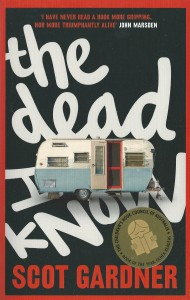 'I HAVE NEVER READ A BOOK MORE GRIPPING,
NOR MORE TRIUMPHANTLY ALIVE' JOHN MARSDEN
the
dead
I
KNOW
SCOT GARDNER